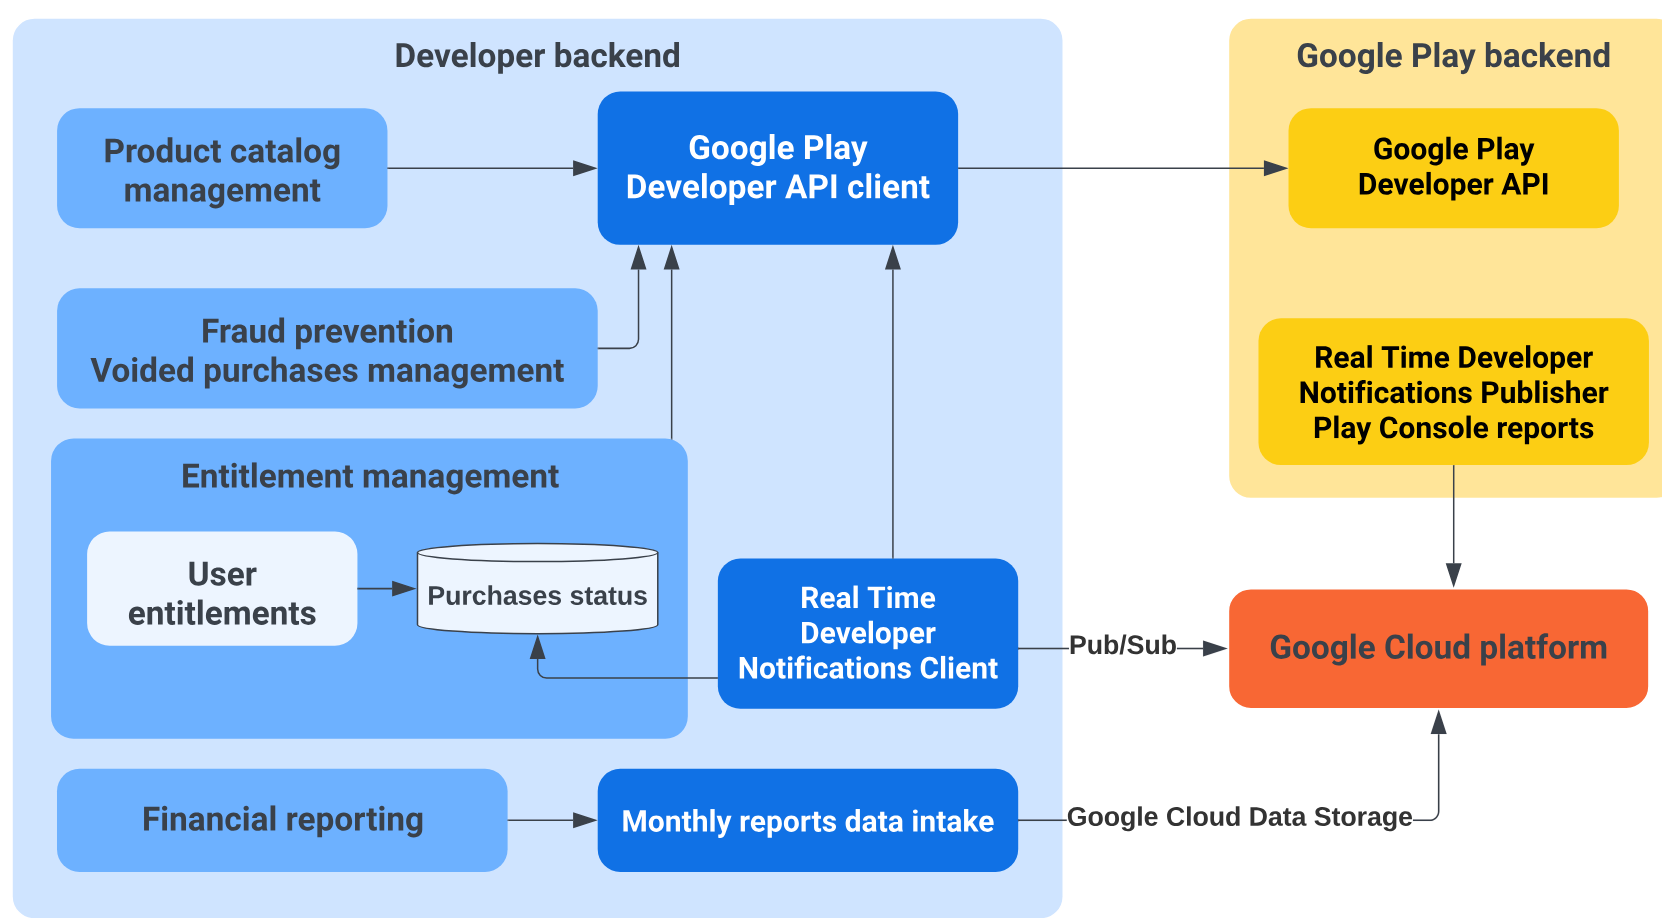 Developer backend
Google Play backend
Product catalog
management
Google Play
Developer API client
Google Play
Developer API
Fraud prevention
Voided purchases management
Real Time Developer
Notifications Publisher
Play Console reports
Entitlement management
User
entitlements
Purchases status
Real Time
Developer
Notifications Client
Pub/Sub
Google Cloud platform
Financial reporting
Monthly reports data intake
Google Cloud Data Storage